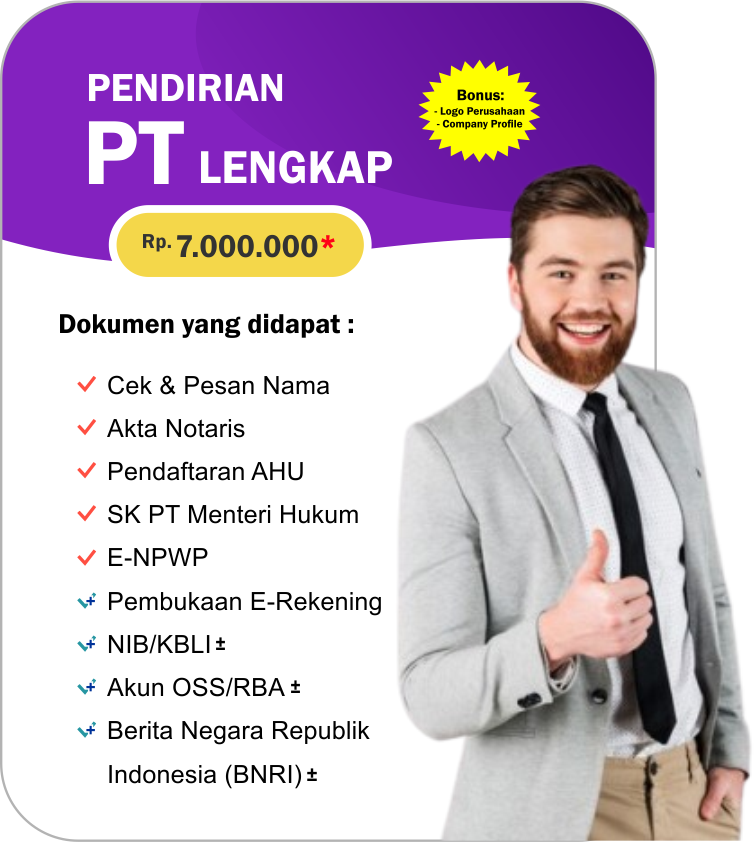 PENDIRIAN
PT LENGKAP
Bonus:
- Logo Perusahaan
- Company Profile
Rp. 7.000.000*
Dokumen yang didapat :
Cek & Pesan Nama
Akta Notaris
Pendaftaran AHU
SK PT Menteri Hukum
E-NPWP
Pembukaan E-Rekening
NIB/KBLI ±
Akun OSS/RBA ±
Berita Negara Republik
Indonesia (BNRI) ±